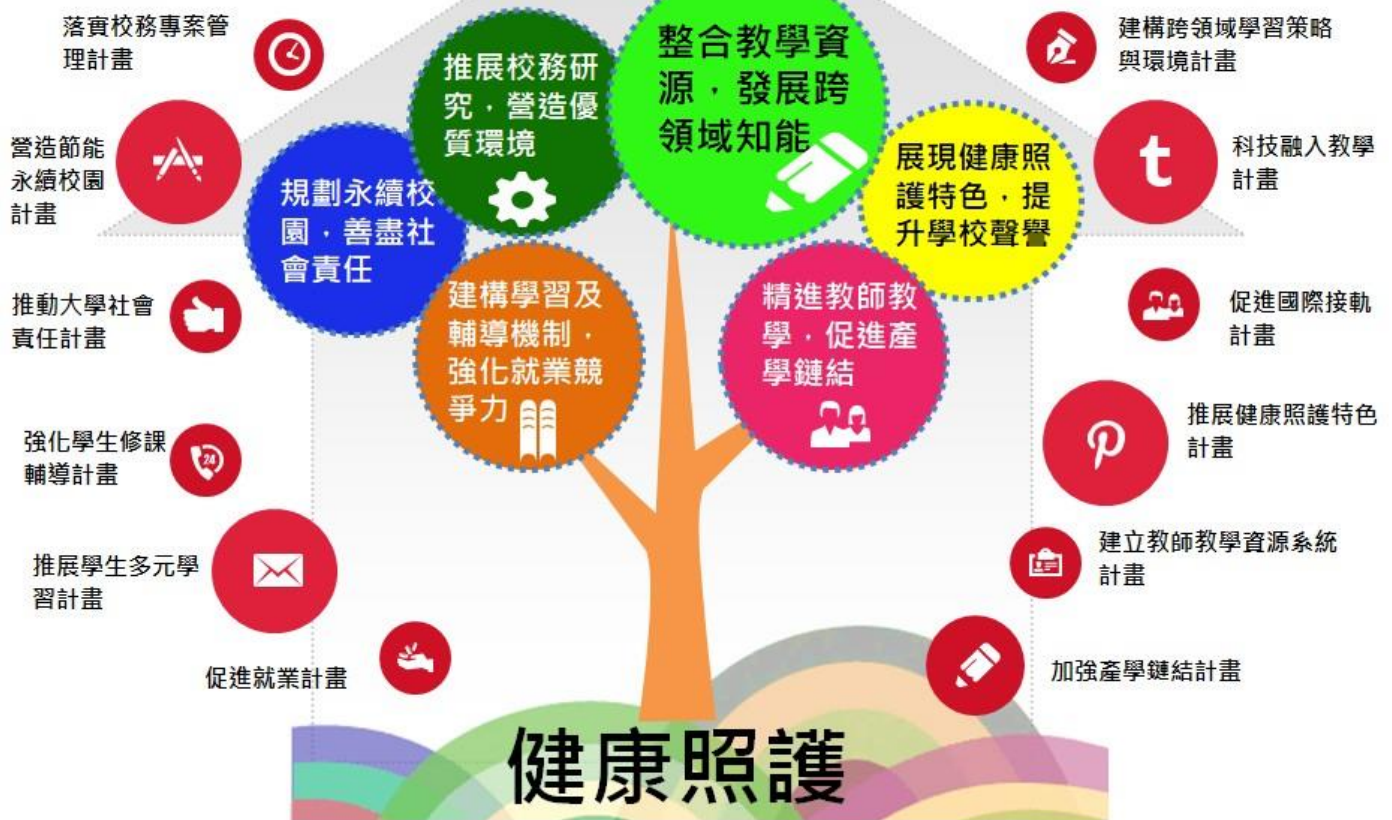 落實校務專案管
理計畫
營造節能
永續校園
計畫
推動大學社會
責任計畫
強化學生修課
輔導計畫
24
推展學生多元學
習計畫
促進就業計畫
規劃永續校
園，善盡社
會責任
推展校務研
究，營造優
質環境
整合教學資
源，發展跨
領域知能
展現健康照
護特色，提
升學校聲譽
建構學習及
輔導機制，
強化就業競
爭力
精進教師教
學，促進產
學鏈結
建構跨領域學習策略
與環境計畫
t
科技融入教學
計畫
促進國際接軌
計畫
推展健康照護特色
計畫
建立教師教學資源系統
計畫
加強產學鏈結計畫
健康照護